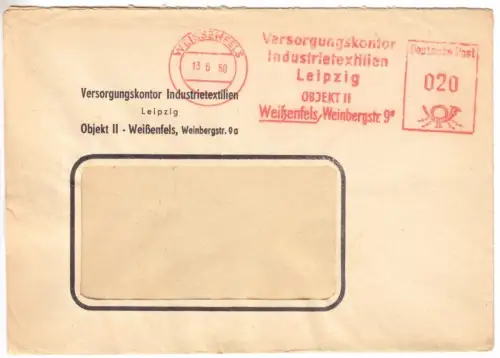 WEISSENFELS
13 6 60
Versorgungskontor
Industrietextilien
Leipzig
OBJEKT II
Weißenfels, Weinbergstr. 9a
Deutsche Post
020
Versorgungskontor Industrietextilien
Leipzig
Objekt II - Weißenfels, Weinbergstr. 9a